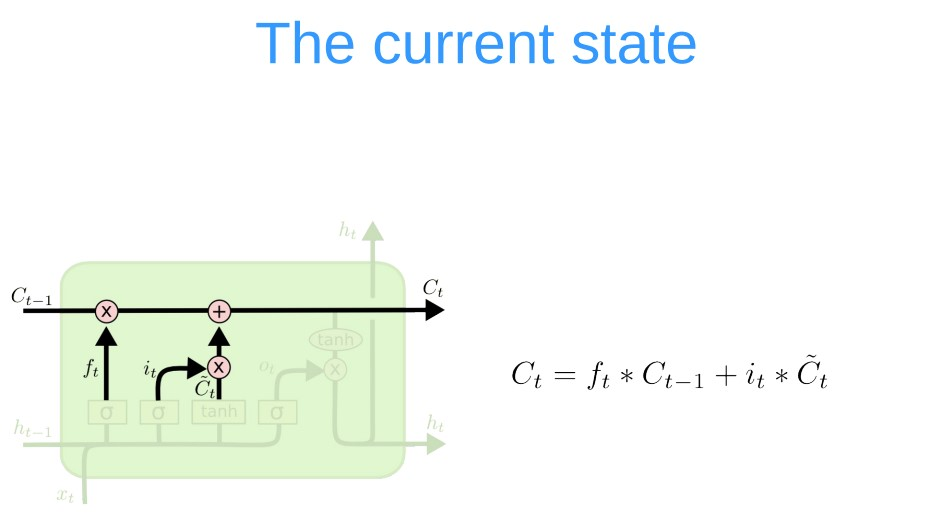 The current state
h_t
C_{t-1} x + C_t
tanh
f_t i_t x o_t x
C̃_t
σ σ tanh σ
h_{t-1} h_t
x_t
C_t = f_t * C_{t-1} + i_t * C̃_t